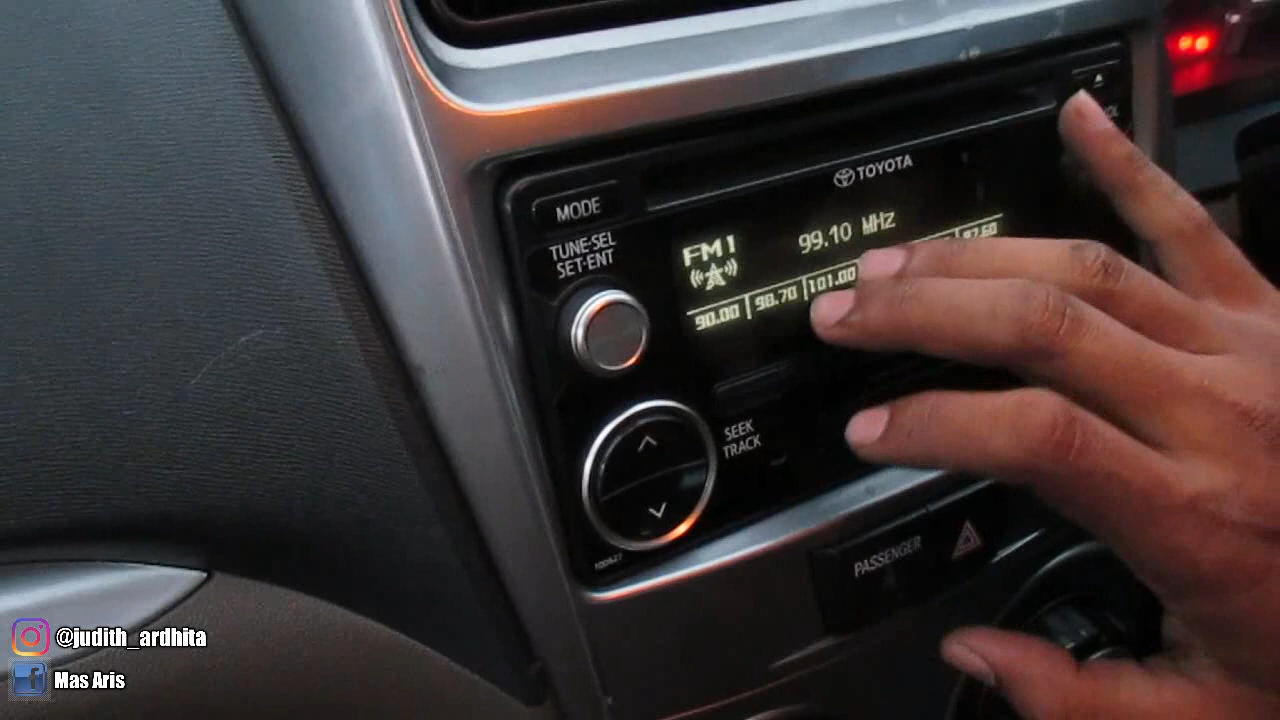 TOYOTA
MODE
TUNE·SEL
SET·ENT
FM1
99.10 MHz
90.00 98.70 101.00
97.60
SEEK
TRACK
PASSENGER
@judith_ardhita
Mas Aris